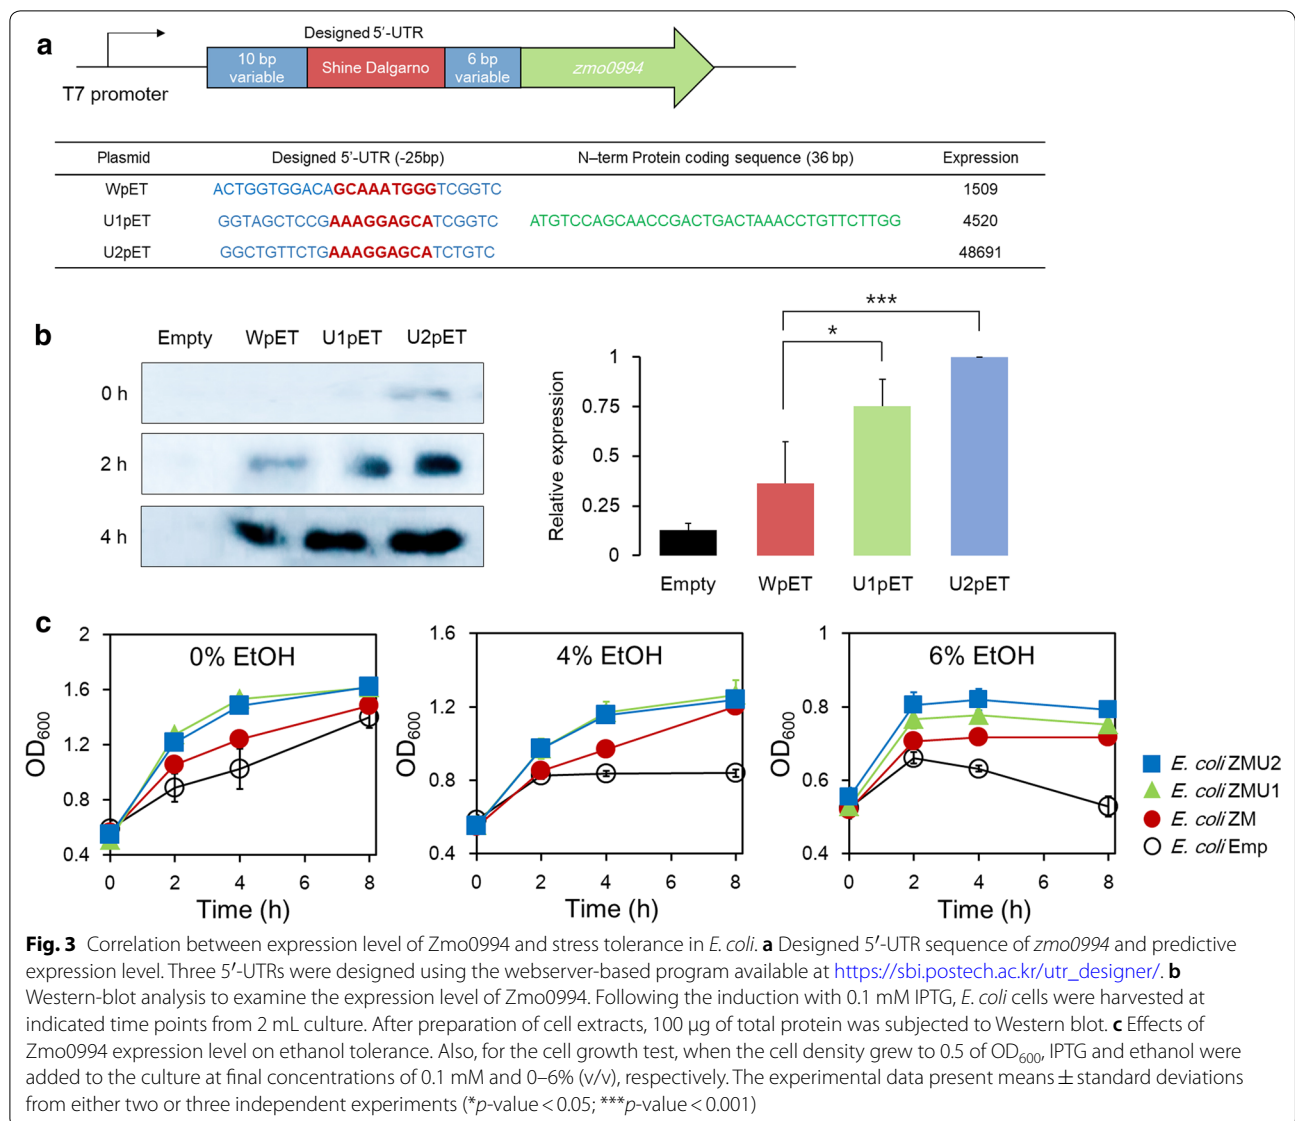 a
Designed 5′-UTR
10 bp variable
Shine Dalgarno
6 bp variable
zmo0994
T7 promoter
Plasmid Designed 5'-UTR (-25bp) N–term Protein coding sequence (36 bp) Expression
WpET ACTGGTGGACAGCAAATGGGTCGGTC 1509
U1pET GGTAGCTCCGAAAGGAGCATCGGTC ATGTCCAGCAACCGACTGACTAAACCTGTTCTTGG 4520
U2pET GGCTGTTCTGAAAGGAGCATCTGTC 48691
b
Empty WpET U1pET U2pET
0 h
2 h
4 h
***
*
Relative expression
1
0.75
0.5
0.25
0
Empty WpET U1pET U2pET
c
0% EtOH
OD600
2
1.6
1.2
0.8
0.4
0 2 4 6 8
Time (h)
4% EtOH
OD600
1.6
1.2
0.8
0.4
0 2 4 6 8
Time (h)
6% EtOH
OD600
1
0.8
0.6
0.4
0 2 4 6 8
Time (h)
E. coli ZMU2
E. coli ZMU1
E. coli ZM
E. coli Emp
Fig. 3 Correlation between expression level of Zmo0994 and stress tolerance in E. coli. a Designed 5′-UTR sequence of zmo0994 and predictive
expression level. Three 5′-UTRs were designed using the webserver-based program available at https://sbi.postech.ac.kr/utr_designer/. b
Western-blot analysis to examine the expression level of Zmo0994. Following the induction with 0.1 mM IPTG, E. coli cells were harvested at
indicated time points from 2 mL culture. After preparation of cell extracts, 100 μg of total protein was subjected to Western blot. c Effects of
Zmo0994 expression level on ethanol tolerance. Also, for the cell growth test, when the cell density grew to 0.5 of OD600, IPTG and ethanol were
added to the culture at final concentrations of 0.1 mM and 0–6% (v/v), respectively. The experimental data present means ± standard deviations
from either two or three independent experiments (*p-value < 0.05; ***p-value < 0.001)